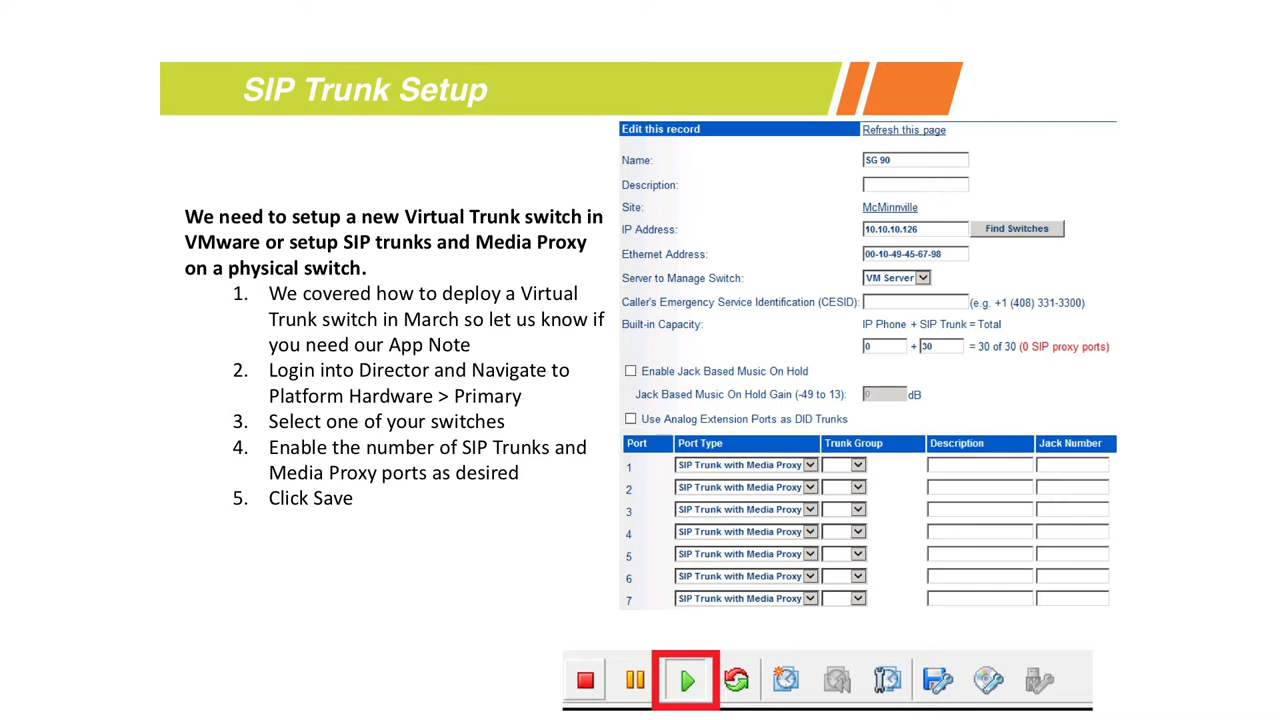 SIP Trunk Setup
We need to setup a new Virtual Trunk switch in
VMware or setup SIP trunks and Media Proxy
on a physical switch.
1. We covered how to deploy a Virtual
Trunk switch in March so let us know if
you need our App Note
2. Login into Director and Navigate to
Platform Hardware > Primary
3. Select one of your switches
4. Enable the number of SIP Trunks and
Media Proxy ports as desired
5. Click Save
Edit this record Refresh this page
Name: SG 90
Description:
Site: McMinnville
IP Address: 10.10.10.126 Find Switches
Ethernet Address: 00-10-49-45-67-98
Server to Manage Switch: VM Server
Caller's Emergency Service Identification (CESID): (e.g. +1 (408) 331-3300)
Built-in Capacity: IP Phone + SIP Trunk = Total
0 + 30 = 30 of 30 (0 SIP proxy ports)
Enable Jack Based Music On Hold
Jack Based Music On Hold Gain (-49 to 13): 0 dB
Use Analog Extension Ports as DID Trunks
Port Port Type Trunk Group Description Jack Number
1 SIP Trunk with Media Proxy
2 SIP Trunk with Media Proxy
3 SIP Trunk with Media Proxy
4 SIP Trunk with Media Proxy
5 SIP Trunk with Media Proxy
6 SIP Trunk with Media Proxy
7 SIP Trunk with Media Proxy